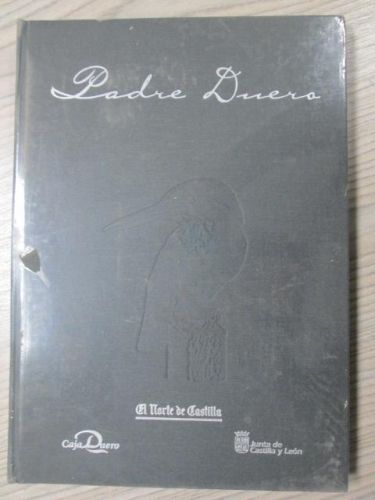 Padre Duero
El Norte de Castilla
Caja Duero
Junta de
Castilla y León